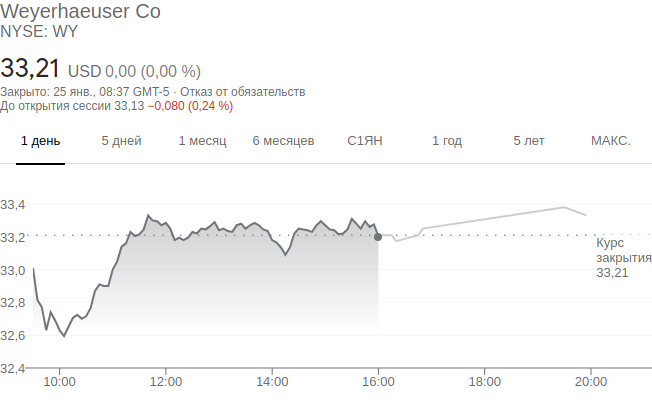 Weyerhaeuser Co
NYSE: WY
33,21 USD 0,00 (0,00 %)
Закрыто: 25 янв., 08:37 GMT-5 · Отказ от обязательств
До открытия сессии 33,13 −0,080 (0,24 %)
1 день 5 дней 1 месяц 6 месяцев С1ЯН 1 год 5 лет МАКС.
33,4
33,2
Курс
закрытия
33,21
33,0
32,8
32,6
32,4
10:00 12:00 14:00 16:00 18:00 20:00